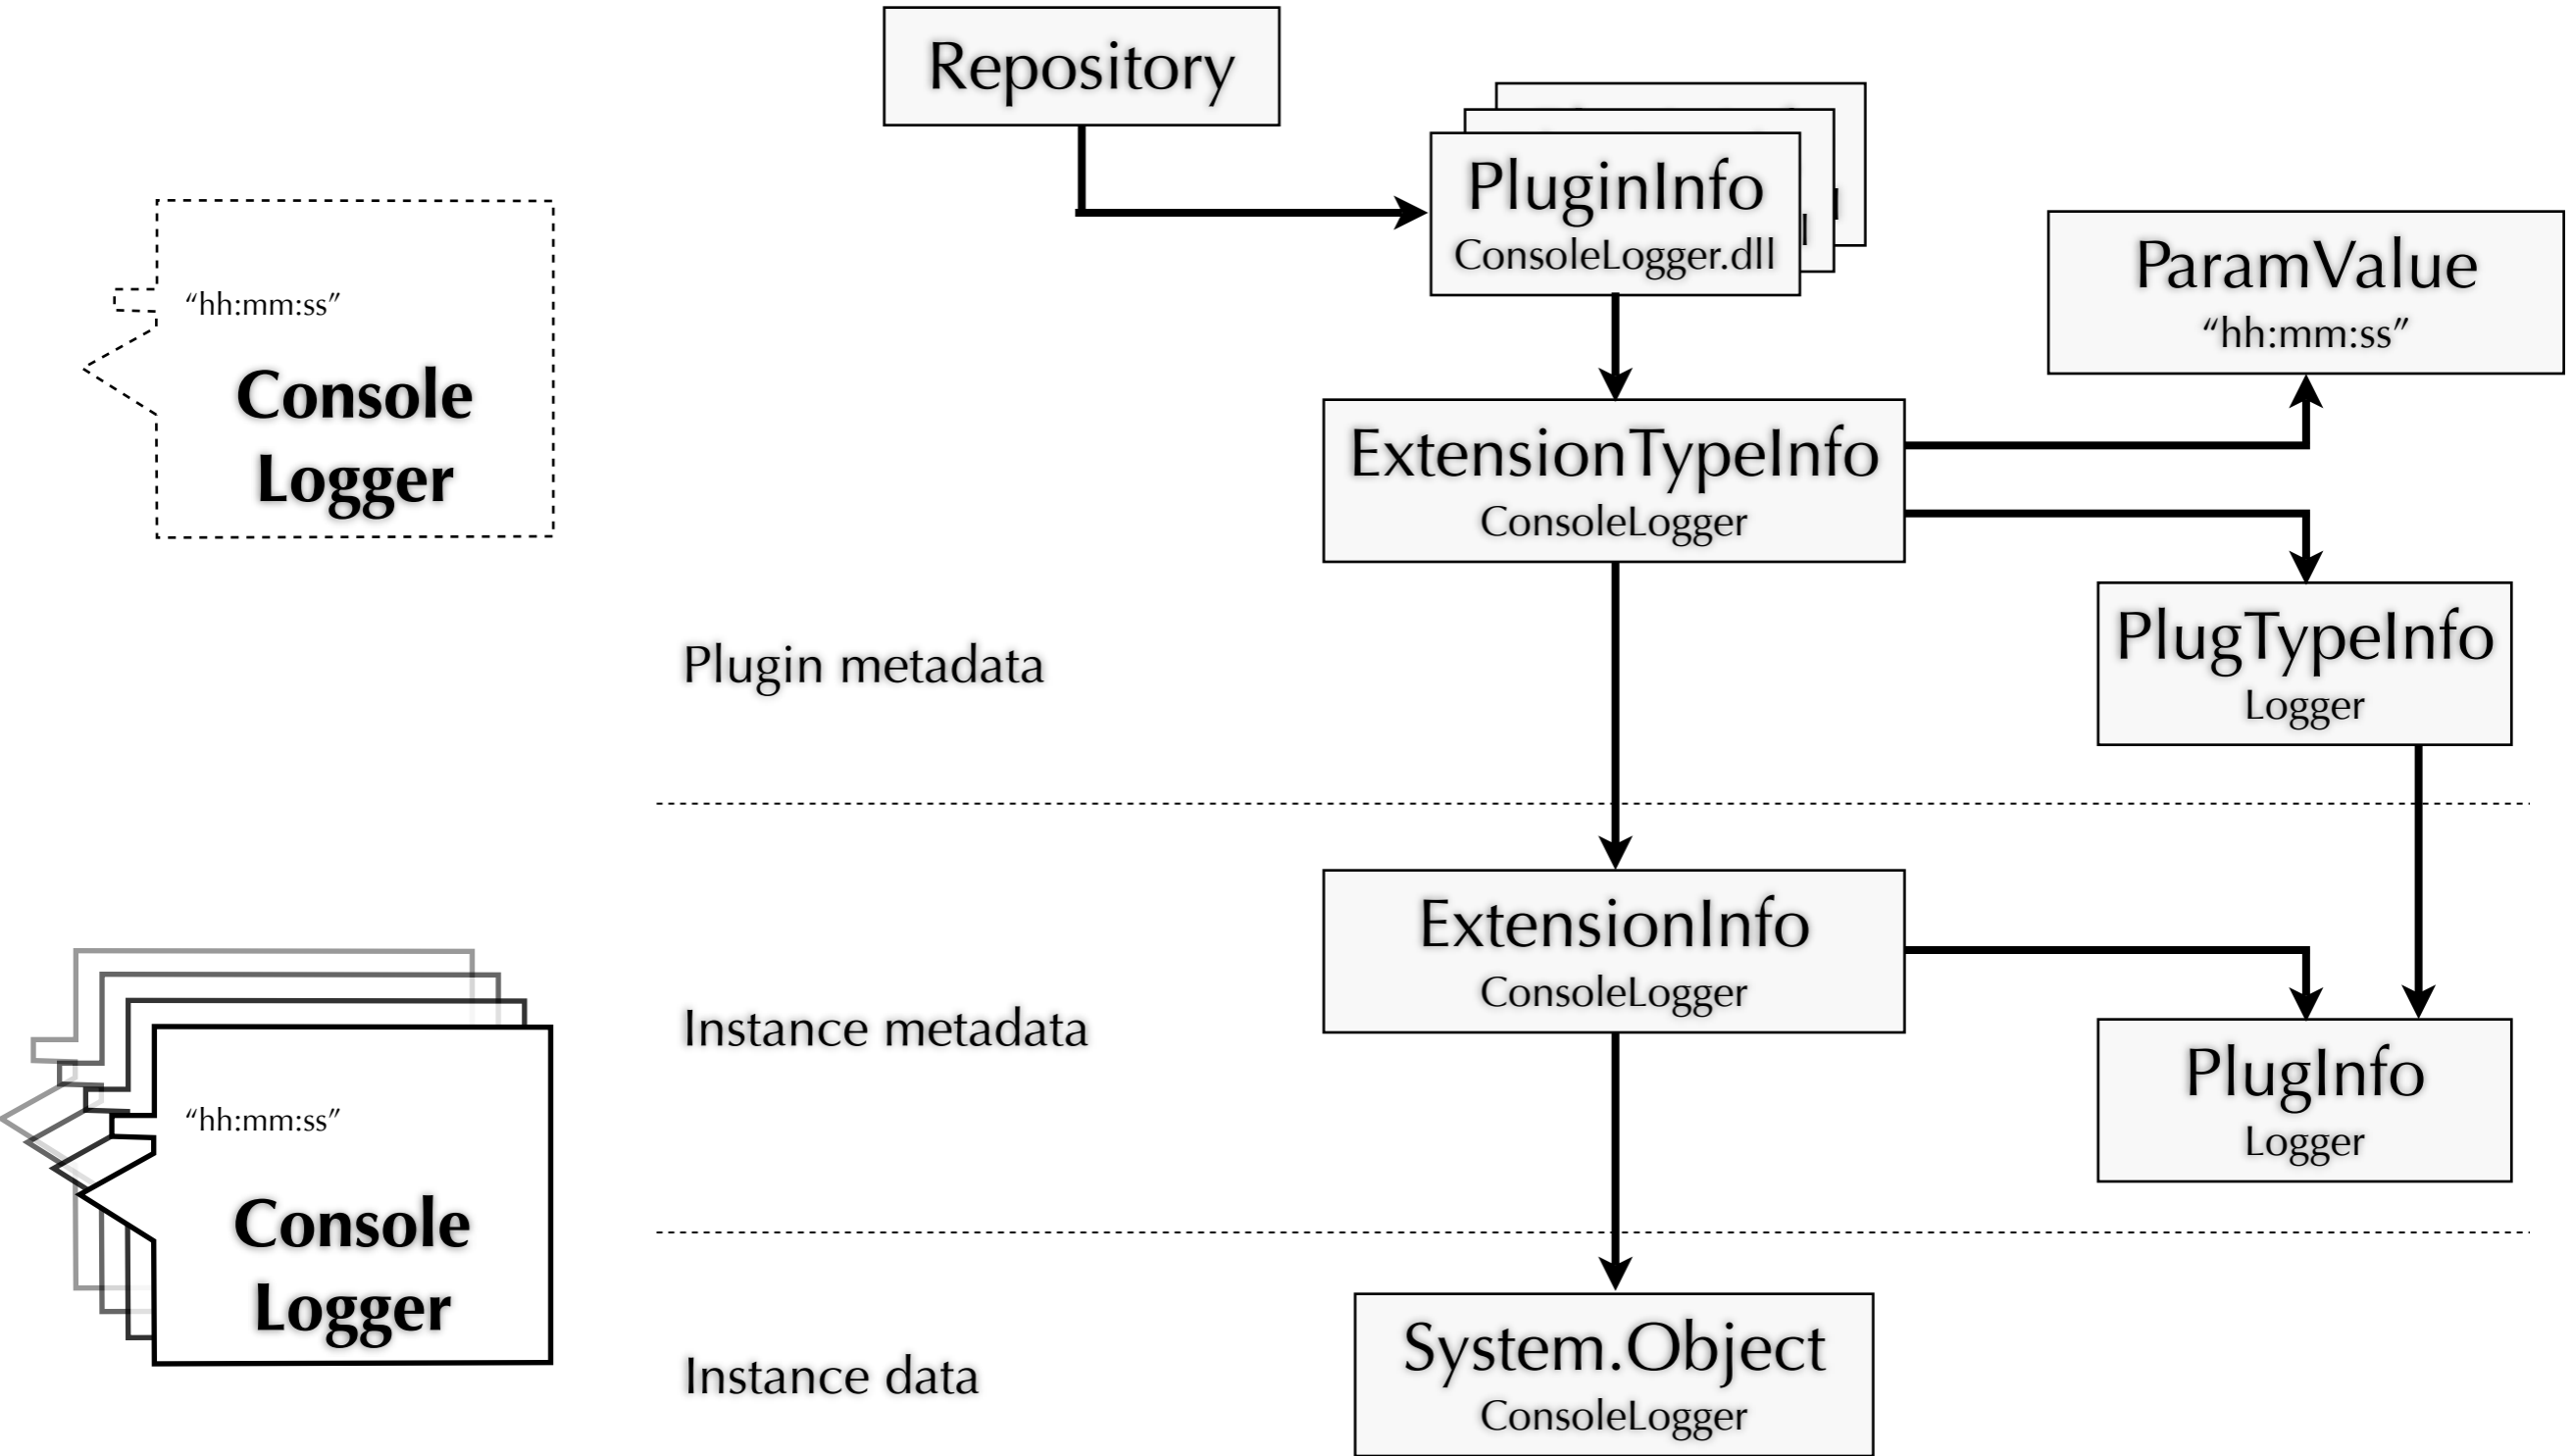 Repository
PluginInfo
ConsoleLogger.dll
ParamValue
“hh:mm:ss”
“hh:mm:ss”
Console
Logger
ExtensionTypeInfo
ConsoleLogger
PlugTypeInfo
Logger
Plugin metadata
ExtensionInfo
ConsoleLogger
Instance metadata
PlugInfo
Logger
“hh:mm:ss”
Console
Logger
System.Object
ConsoleLogger
Instance data